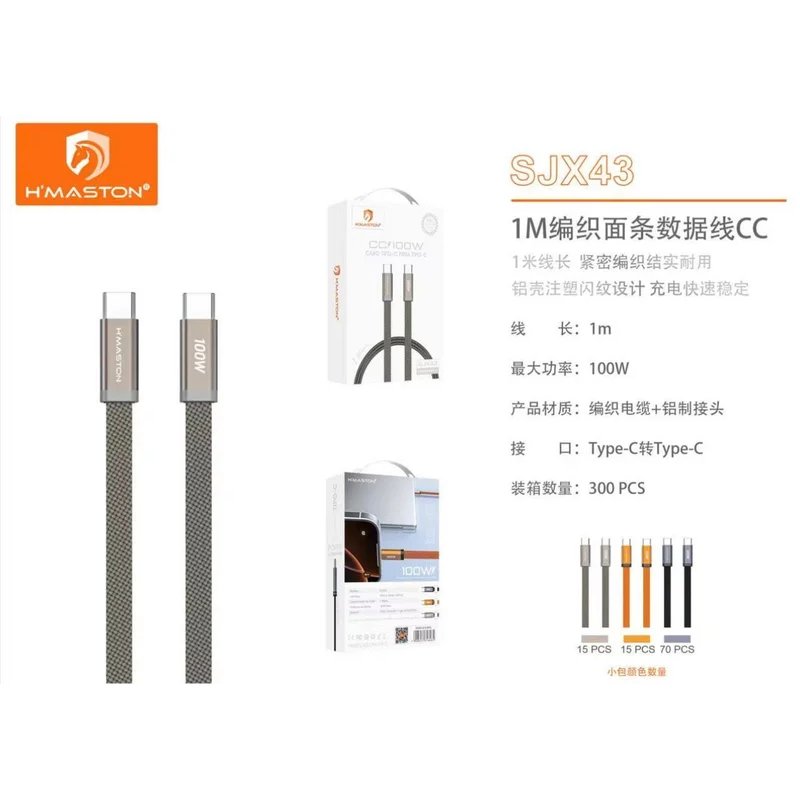 H'MASTON®
SJX43
1M编织面条数据线CC
1米线长 紧密编织结实耐用
铝壳注塑闪纹设计 充电快速稳定
线 长：1m
最大功率：100W
产品材质：编织电缆+铝制接头
接 口：Type-C转Type-C
装箱数量：300 PCS
15 PCS
15 PCS
70 PCS
小包颜色数量
H'MASTON
100W
H'MASTON
CC/100W
H'MASTON
SJX43
H'MASTON
100W